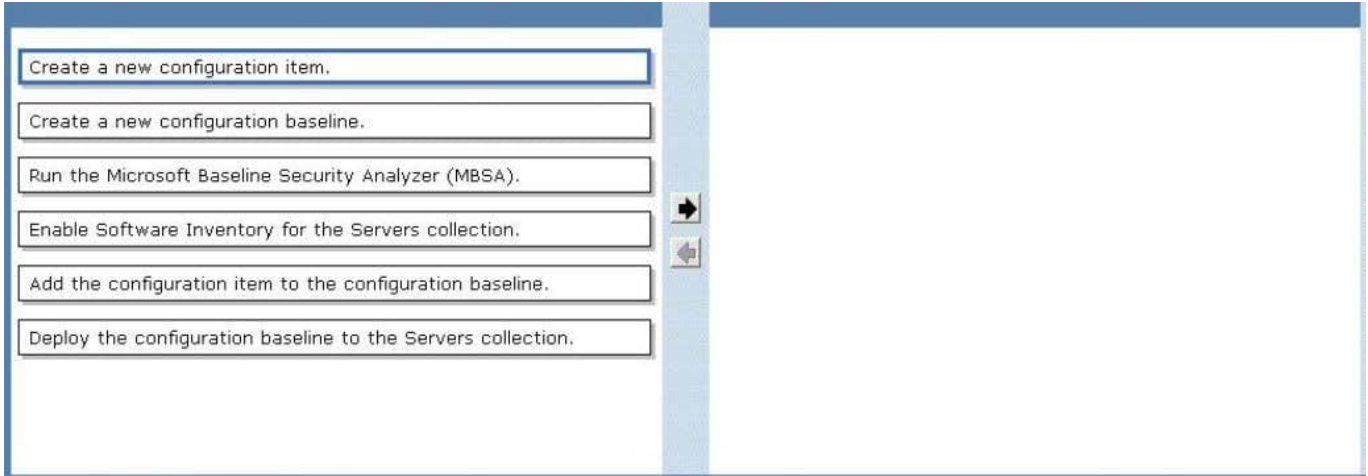 Create a new configuration item.
Create a new configuration baseline.
Run the Microsoft Baseline Security Analyzer (MBSA).
Enable Software Inventory for the Servers collection.
Add the configuration item to the configuration baseline.
Deploy the configuration baseline to the Servers collection.